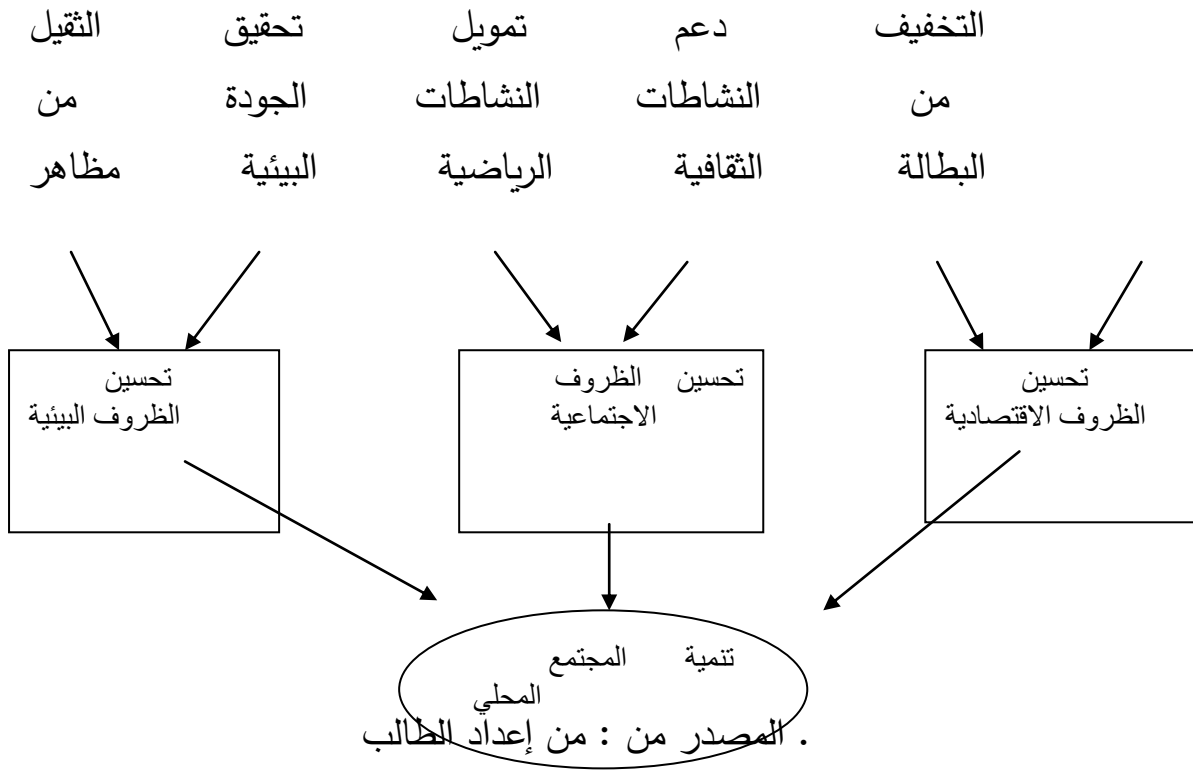 التخفيف دعم تمويل تحقيق الثقيل
من النشاطات النشاطات الجودة من
البطالة الثقافية الرياضية البيئية مظاهر
تحسين
الظروف الاقتصادية
تحسين الظروف
الاجتماعية
تحسين
الظروف البيئية
تنمية المجتمع
المحلي
. المصدر من : من إعداد الطالب